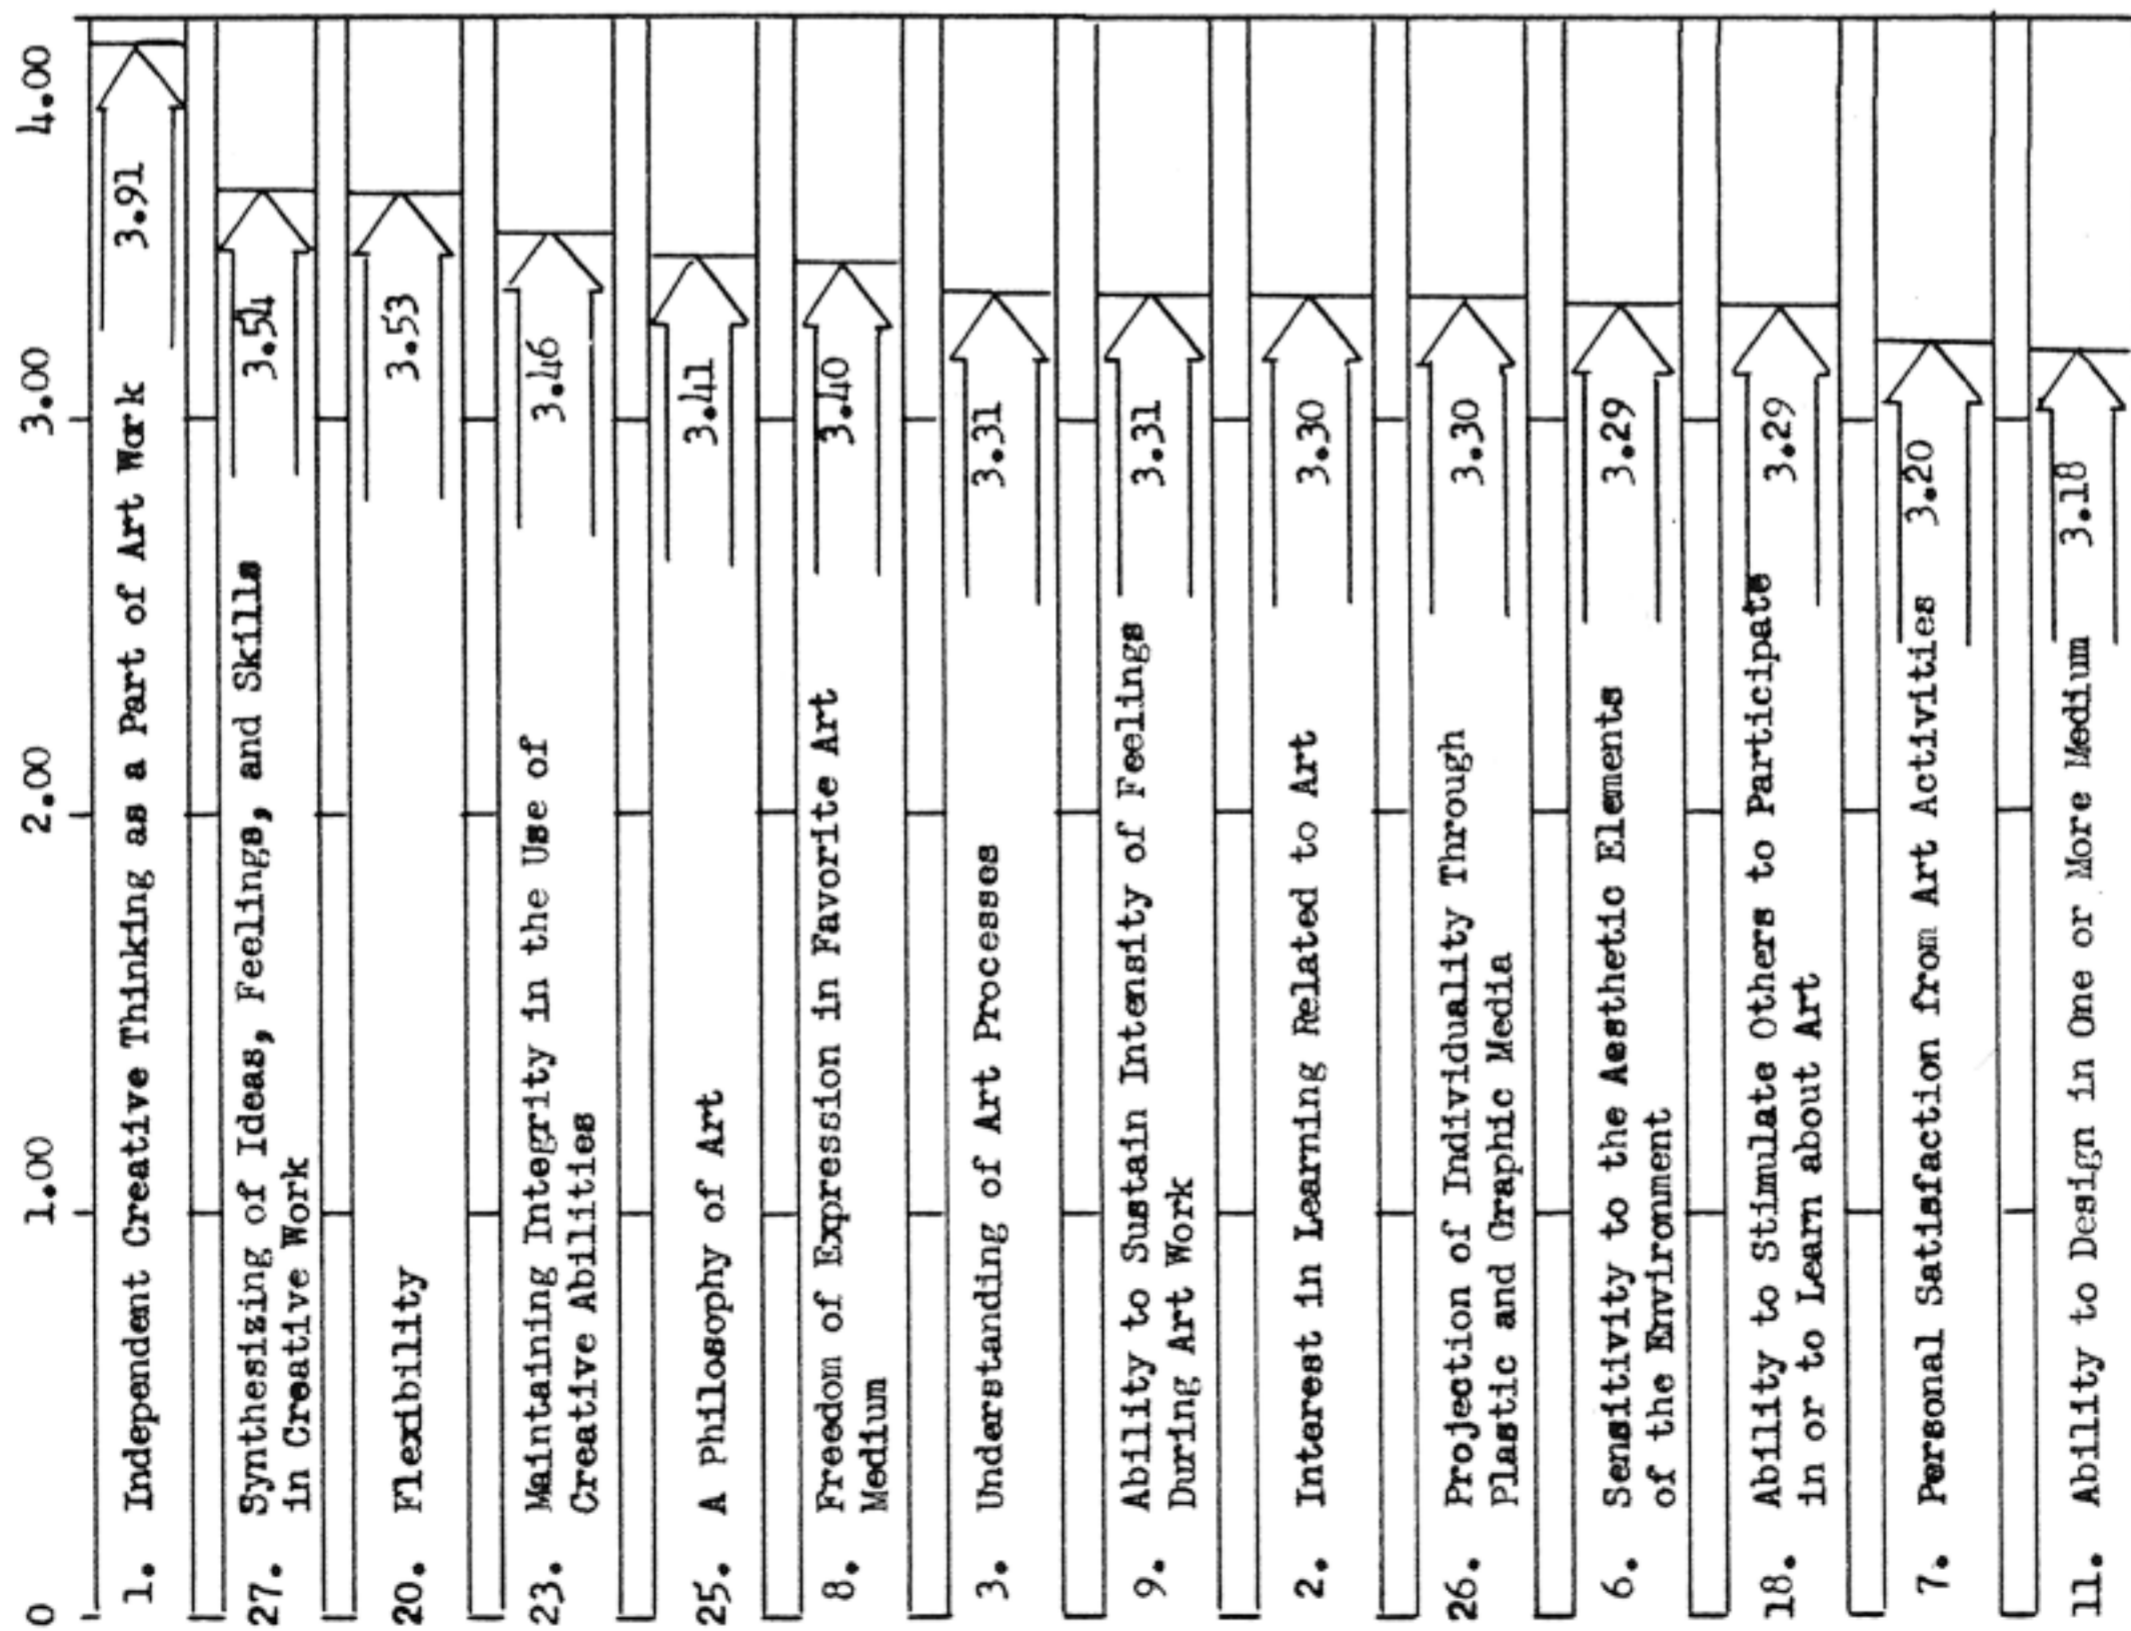 0 1.00 2.00 3.00 4.00
1. Independent Creative Thinking as a Part of Art Work 3.91
27. Synthesizing of Ideas, Feelings, and Skills 3.54
in Creative Work
20. Flexibility 3.53
23. Maintaining Integrity in the Use of 3.46
Creative Abilities
25. A Philosophy of Art 3.41
8. Freedom of Expression in Favorite Art 3.40
Medium
3. Understanding of Art Processes 3.31
9. Ability to Sustain Intensity of Feelings 3.31
During Art Work
2. Interest in Learning Related to Art 3.30
26. Projection of Individuality Through 3.30
Plastic and Graphic Media
6. Sensitivity to the Aesthetic Elements 3.29
of the Environment
18. Ability to Stimulate Others to Participate 3.29
in or to Learn about Art
7. Personal Satisfaction from Art Activities 3.20
11. Ability to Design in One or More Medium 3.18